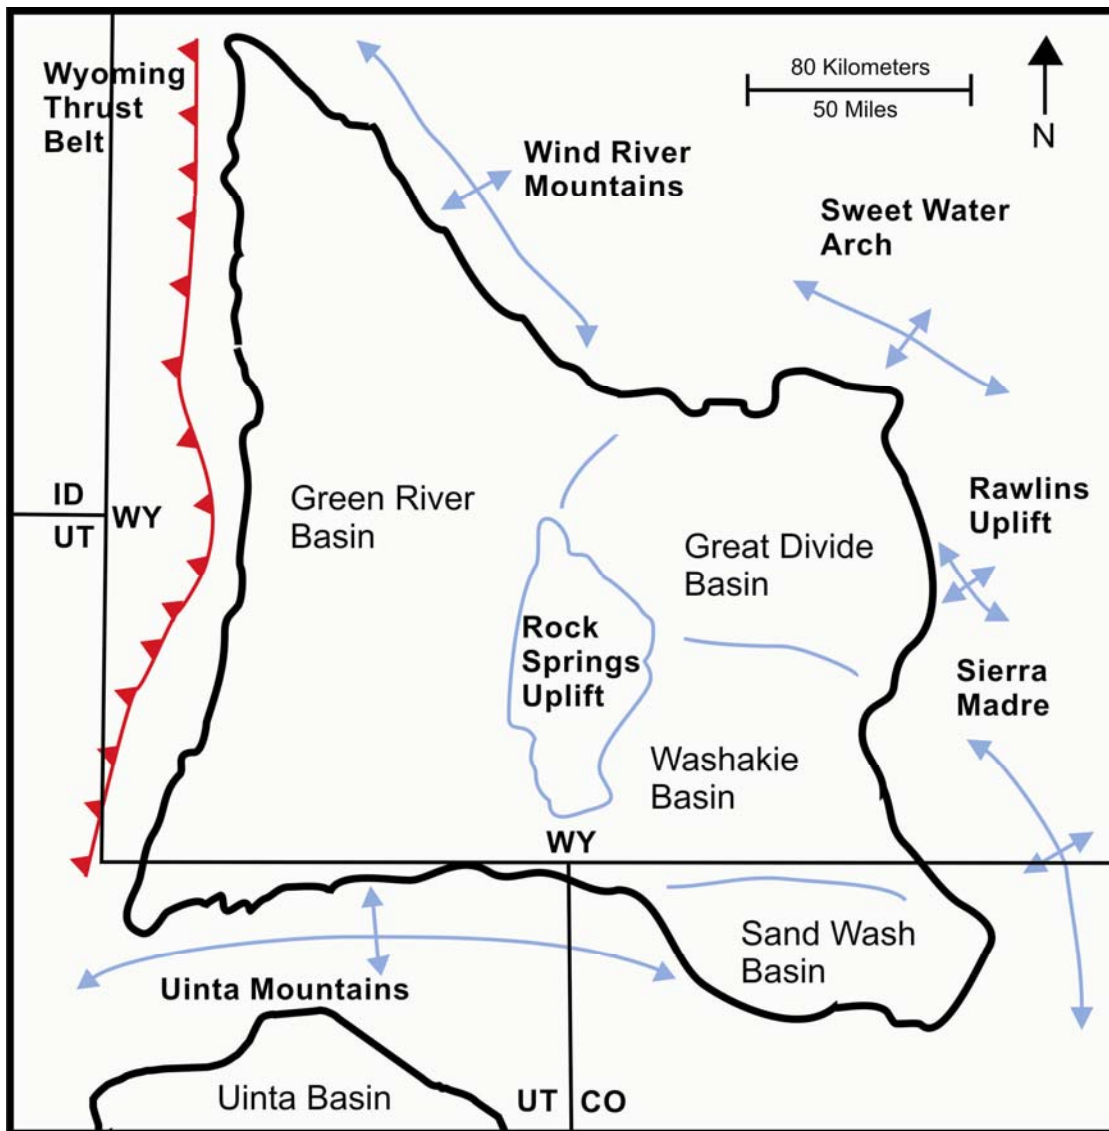 Wyoming
Thrust
Belt
80 Kilometers
50 Miles
N
Wind River
Mountains
Sweet Water
Arch
ID
UT
WY
Green River
Basin
Great Divide
Basin
Rawlins
Uplift
Rock
Springs
Uplift
Sierra
Madre
Washakie
Basin
WY
Sand Wash
Basin
Uinta Mountains
Uinta Basin
UT
CO